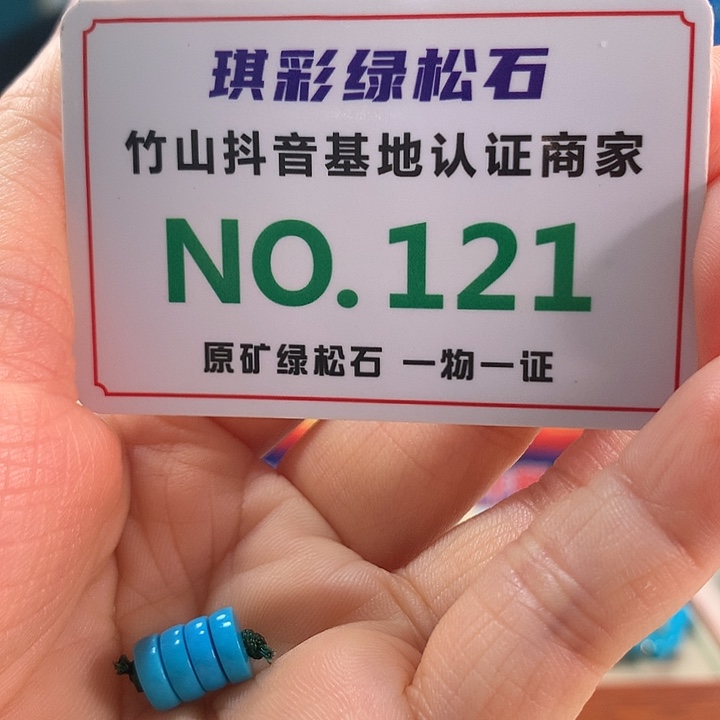 琪彩绿松石
竹山抖音基地认证商家
NO.121
原矿绿松石 一物一证